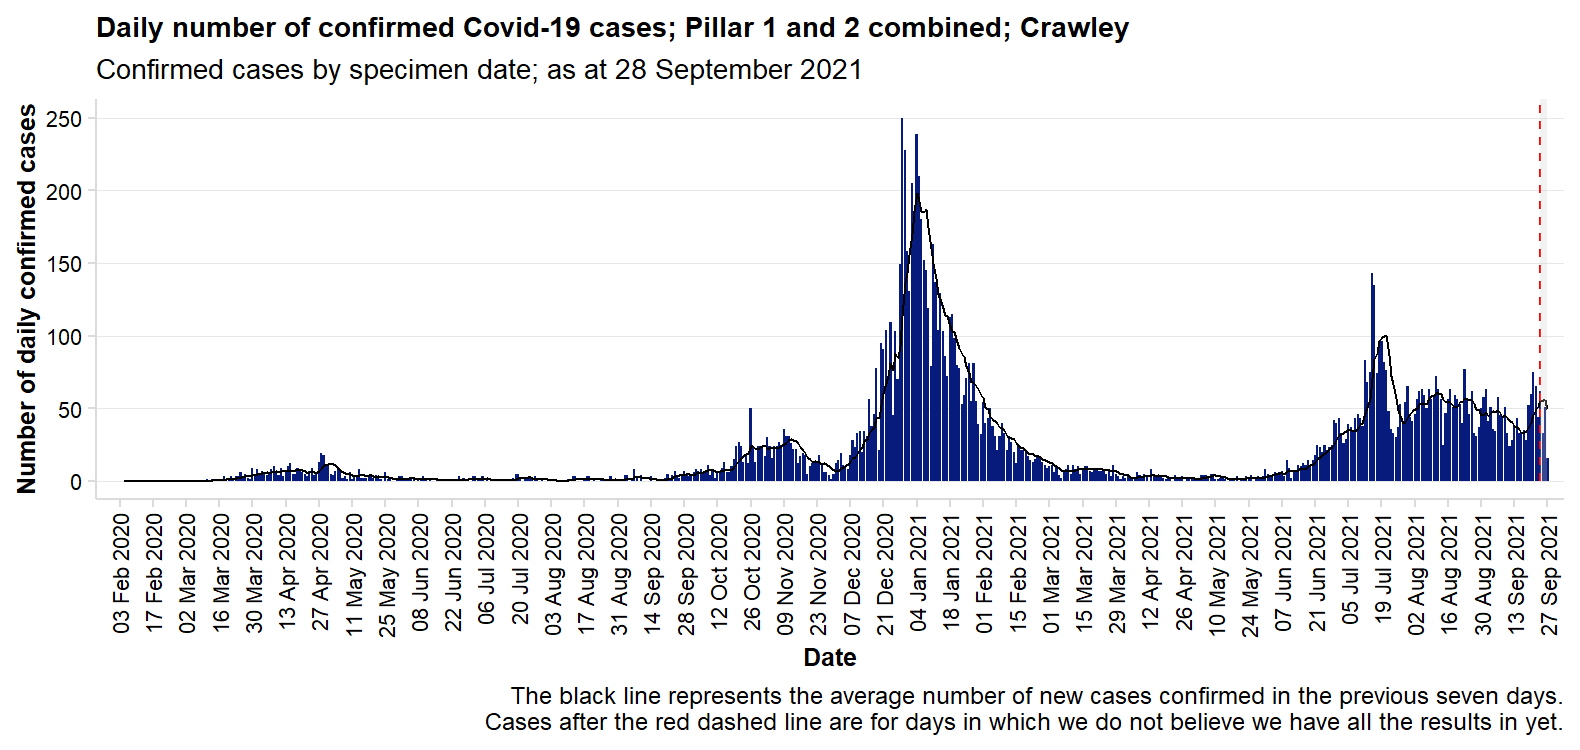 Daily number of confirmed Covid-19 cases; Pillar 1 and 2 combined; Crawley
Confirmed cases by specimen date; as at 28 September 2021
Number of daily confirmed cases
250
200
150
100
50
0
03 Feb 2020
17 Feb 2020
02 Mar 2020
16 Mar 2020
30 Mar 2020
13 Apr 2020
27 Apr 2020
11 May 2020
25 May 2020
08 Jun 2020
22 Jun 2020
06 Jul 2020
20 Jul 2020
03 Aug 2020
17 Aug 2020
31 Aug 2020
14 Sep 2020
28 Sep 2020
12 Oct 2020
26 Oct 2020
09 Nov 2020
23 Nov 2020
07 Dec 2020
21 Dec 2020
04 Jan 2021
18 Jan 2021
01 Feb 2021
15 Feb 2021
01 Mar 2021
15 Mar 2021
29 Mar 2021
12 Apr 2021
26 Apr 2021
10 May 2021
24 May 2021
07 Jun 2021
21 Jun 2021
05 Jul 2021
19 Jul 2021
02 Aug 2021
16 Aug 2021
30 Aug 2021
13 Sep 2021
27 Sep 2021
Date
The black line represents the average number of new cases confirmed in the previous seven days.
Cases after the red dashed line are for days in which we do not believe we have all the results in yet.